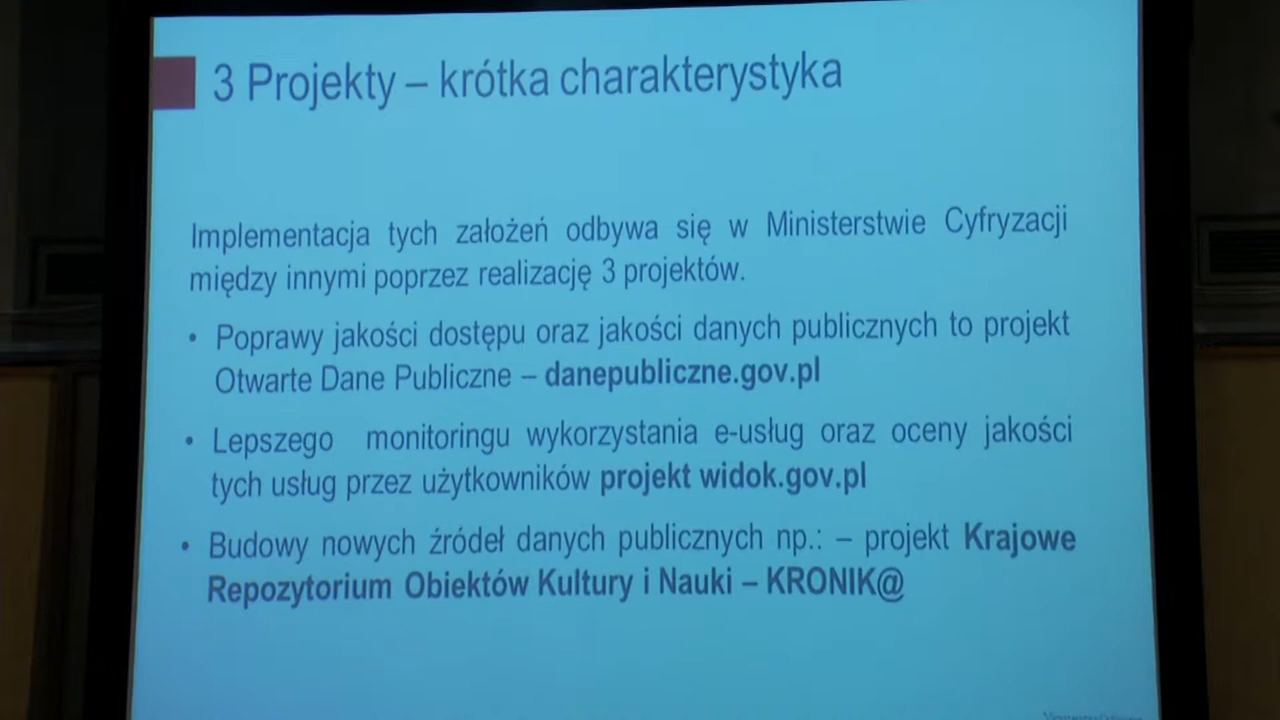 3 Projekty – krótka charakterystyka
Implementacja tych założeń odbywa się w Ministerstwie Cyfryzacji
między innymi poprzez realizację 3 projektów.
• Poprawy jakości dostępu oraz jakości danych publicznych to projekt
Otwarte Dane Publiczne – danepubliczne.gov.pl
• Lepszego monitoringu wykorzystania e-usług oraz oceny jakości
tych usług przez użytkowników projekt widok.gov.pl
• Budowy nowych źródeł danych publicznych np.: – projekt Krajowe
Repozytorium Obiektów Kultury i Nauki – KRONIK@